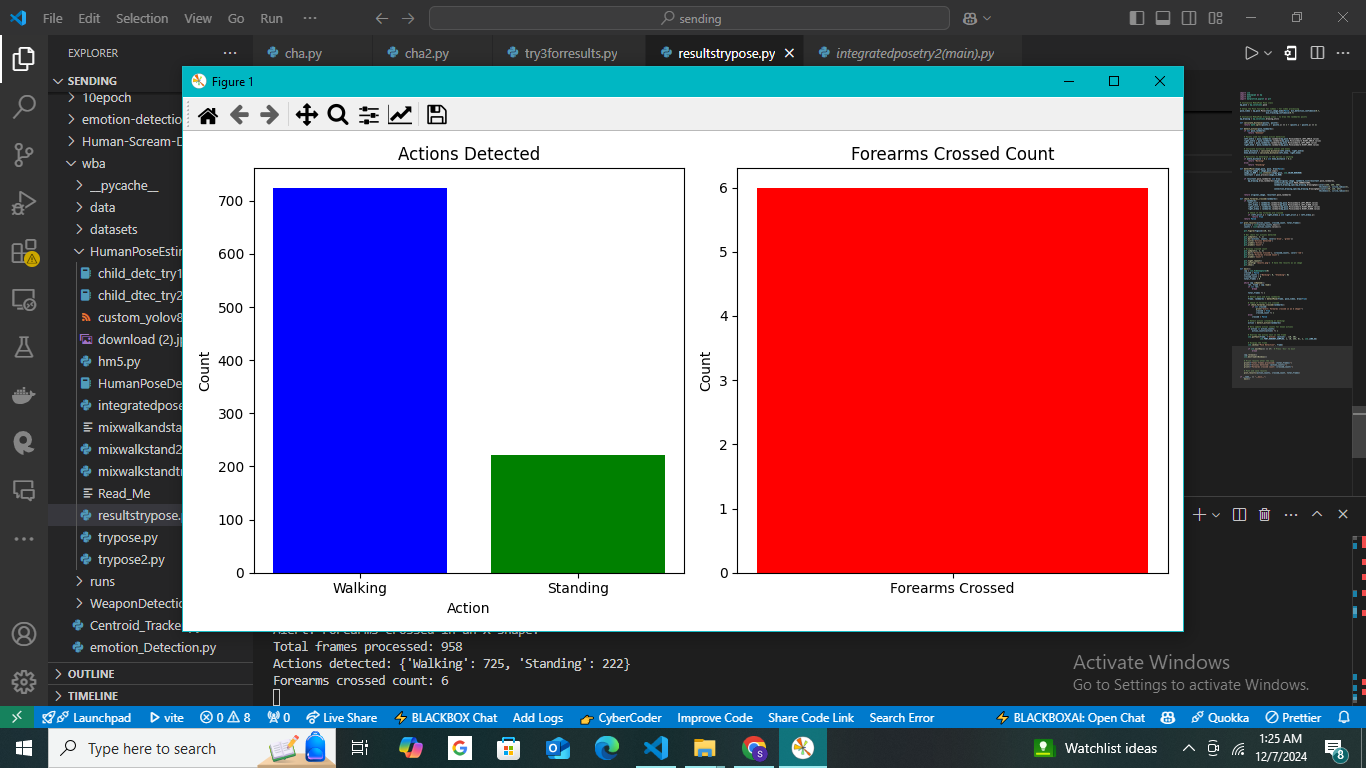 File Edit Selection View Go Run ··· sending
EXPLORER ···
cha.py cha2.py try3forresults.py resultstrypose.py integratedposetry2(main).py
SENDING
10epoch
emotion-detectio
Human-Scream-D
wba
__pycache__
data
datasets
HumanPoseEstin
child_detc_try1
child_dtec_try2
custom_yolov8
download (2).jp
hm5.py
HumanPoseDe
integratedpose
mixwalkandsta
mixwalkstand2
mixwalkstandt
Read_Me
resultstrypose.
trypose.py
trypose2.py
runs
WeaponDetectio
Centroid_Tracke
emotion_Detection.py
OUTLINE
TIMELINE
Figure 1
Actions Detected
Count
700
600
500
400
300
200
100
0
Walking Standing
Action
Forearms Crossed Count
Count
6
5
4
3
2
1
0
Forearms Crossed
Alert: Forearms crossed in an X shape!
Total frames processed: 958
Actions detected: {'Walking': 725, 'Standing': 222}
Forearms crossed count: 6
Activate Windows
Go to Settings to activate Windows.
Launchpad vite 0 8 0 Live Share BLACKBOX Chat Add Logs CyberCoder Improve Code Share Code Link Search Error BLACKBOXAI: Open Chat Quokka Prettier
Type here to search
Watchlist ideas
1:25 AM
12/7/2024
8